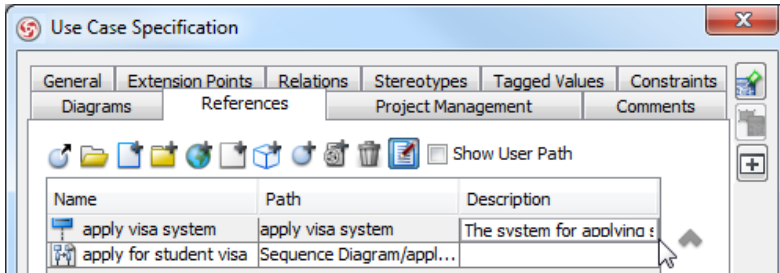 Use Case Specification
General Extension Points Relations Stereotypes Tagged Values Constraints
Diagrams References Project Management Comments
Show User Path
Name Path Description
apply visa system apply visa system The system for applying s
apply for student visa Sequence Diagram/appl...